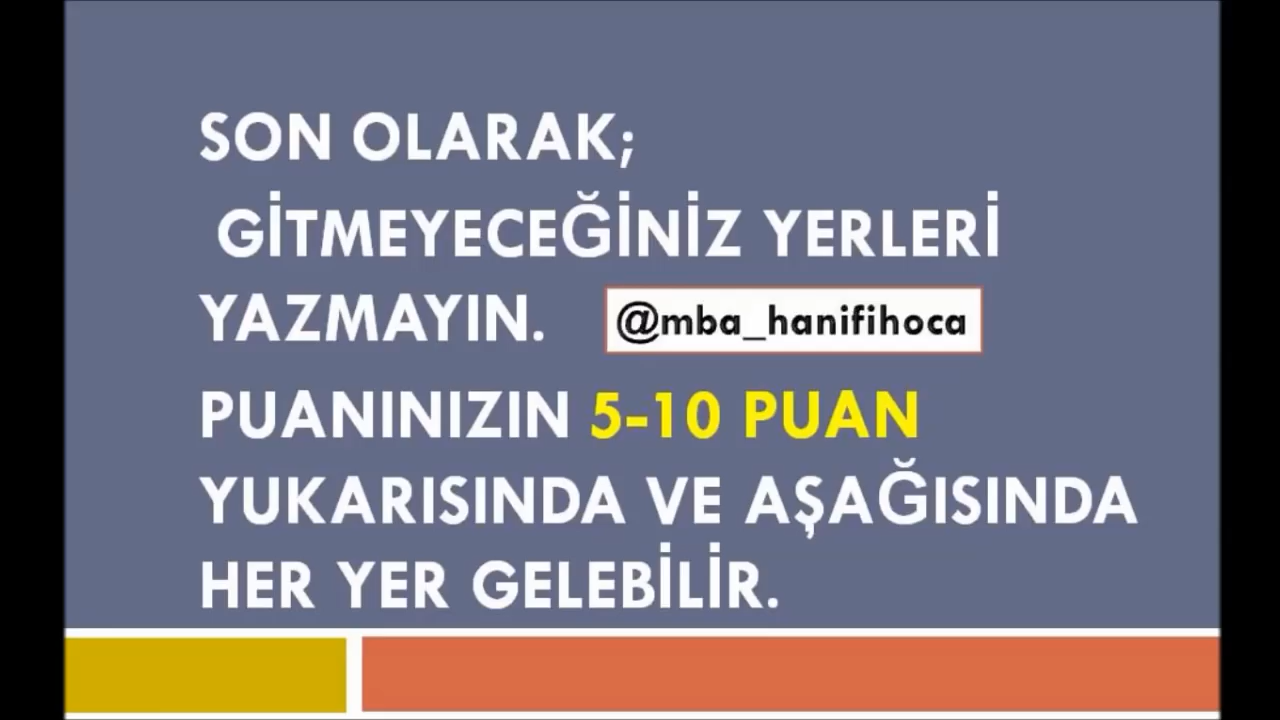 SON OLARAK;
GİTMEYECEĞİNİZ YERLERİ
YAZMAYIN. @mba_hanifihoca
PUANINIZIN 5-10 PUAN
YUKARISINDA VE AŞAĞISINDA
HER YER GELEBİLİR.